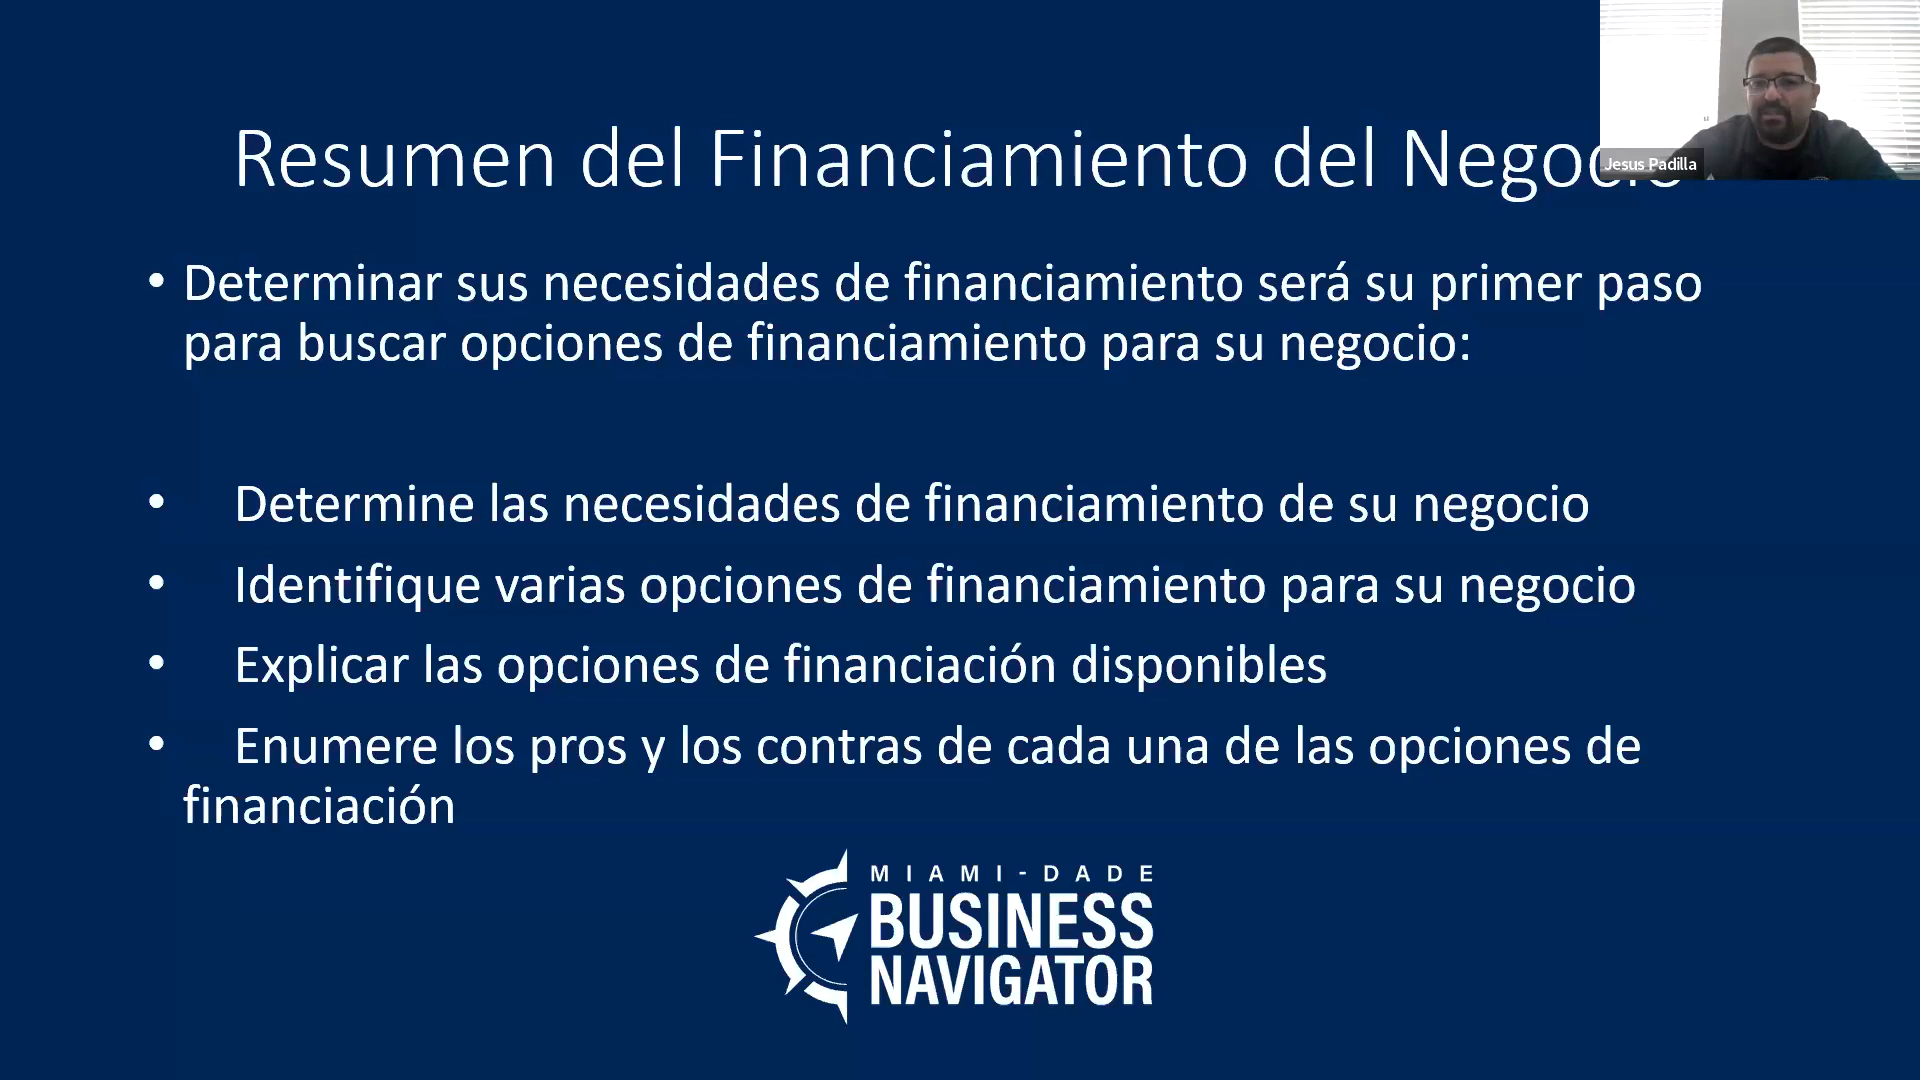 Resumen del Financiamiento del Negocio
Jesus Padilla
• Determinar sus necesidades de financiamiento será su primer paso
para buscar opciones de financiamiento para su negocio:
• Determine las necesidades de financiamiento de su negocio
• Identifique varias opciones de financiamiento para su negocio
• Explicar las opciones de financiación disponibles
• Enumere los pros y los contras de cada una de las opciones de
financiación
MIAMI-DADE
BUSINESS
NAVIGATOR